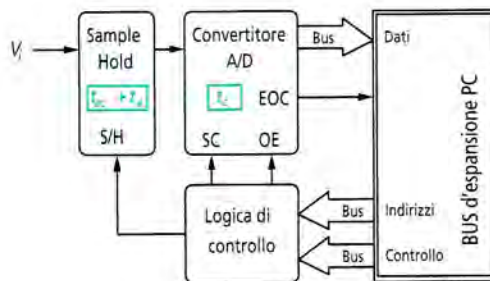 Vi
Sample
Hold
S/H
Convertitore
A/D
EOC
SC OE
Bus
Dati
Logica di
controllo
Bus
Indirizzi
Bus
Controllo
BUS d'espansione PC